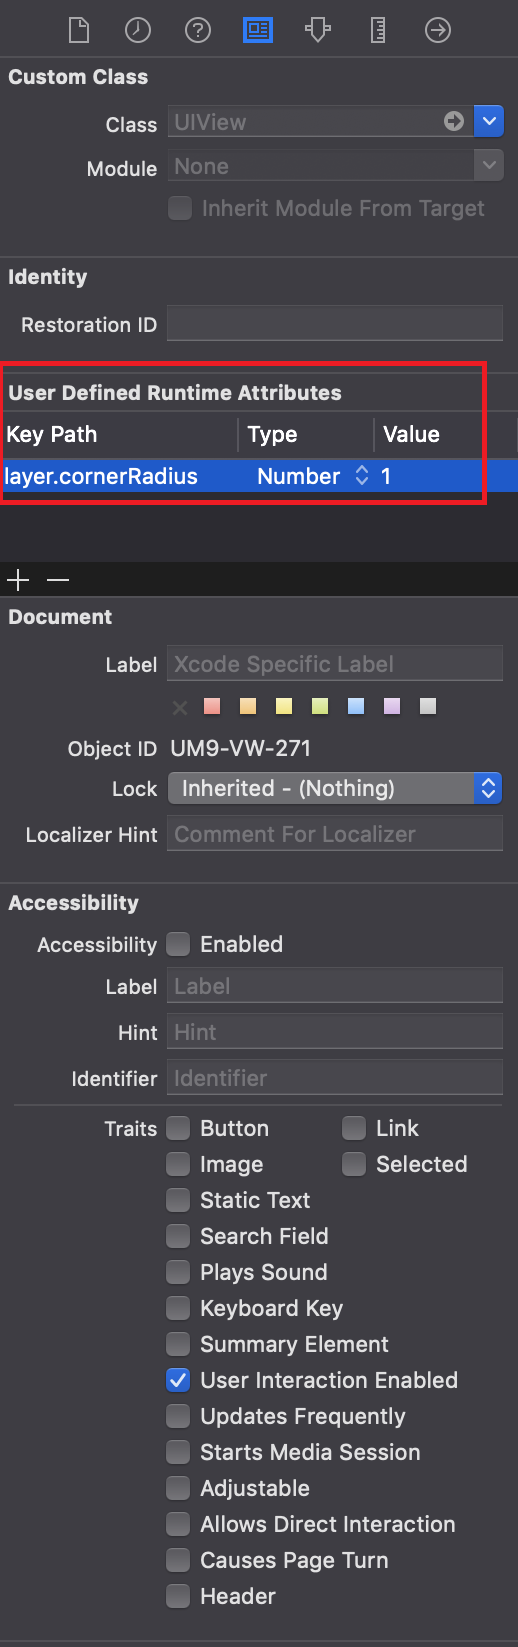 Custom Class
Class UIView
Module None
Inherit Module From Target
Identity
Restoration ID
User Defined Runtime Attributes
Key Path Type Value
layer.cornerRadius Number 1
Document
Label Xcode Specific Label
Object ID UM9-VW-271
Lock Inherited - (Nothing)
Localizer Hint Comment For Localizer
Accessibility
Accessibility Enabled
Label Label
Hint Hint
Identifier Identifier
Traits Button Link
Image Selected
Static Text
Search Field
Plays Sound
Keyboard Key
Summary Element
User Interaction Enabled
Updates Frequently
Starts Media Session
Adjustable
Allows Direct Interaction
Causes Page Turn
Header